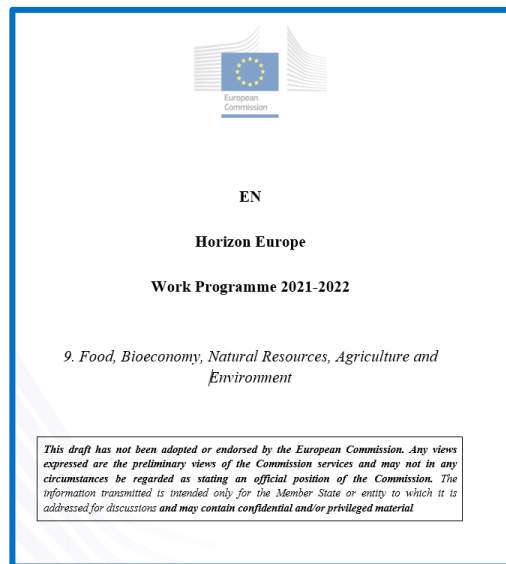 European
Commission
EN
Horizon Europe
Work Programme 2021-2022
9. Food, Bioeconomy, Natural Resources, Agriculture and
Environment
This draft has not been adopted or endorsed by the European Commission. Any views
expressed are the preliminary views of the Commission services and may not in any
circumstances be regarded as stating an official position of the Commission. The
information transmitted is intended only for the Member State or entity to which it is
addressed for discussions and may contain confidential and/or privileged material